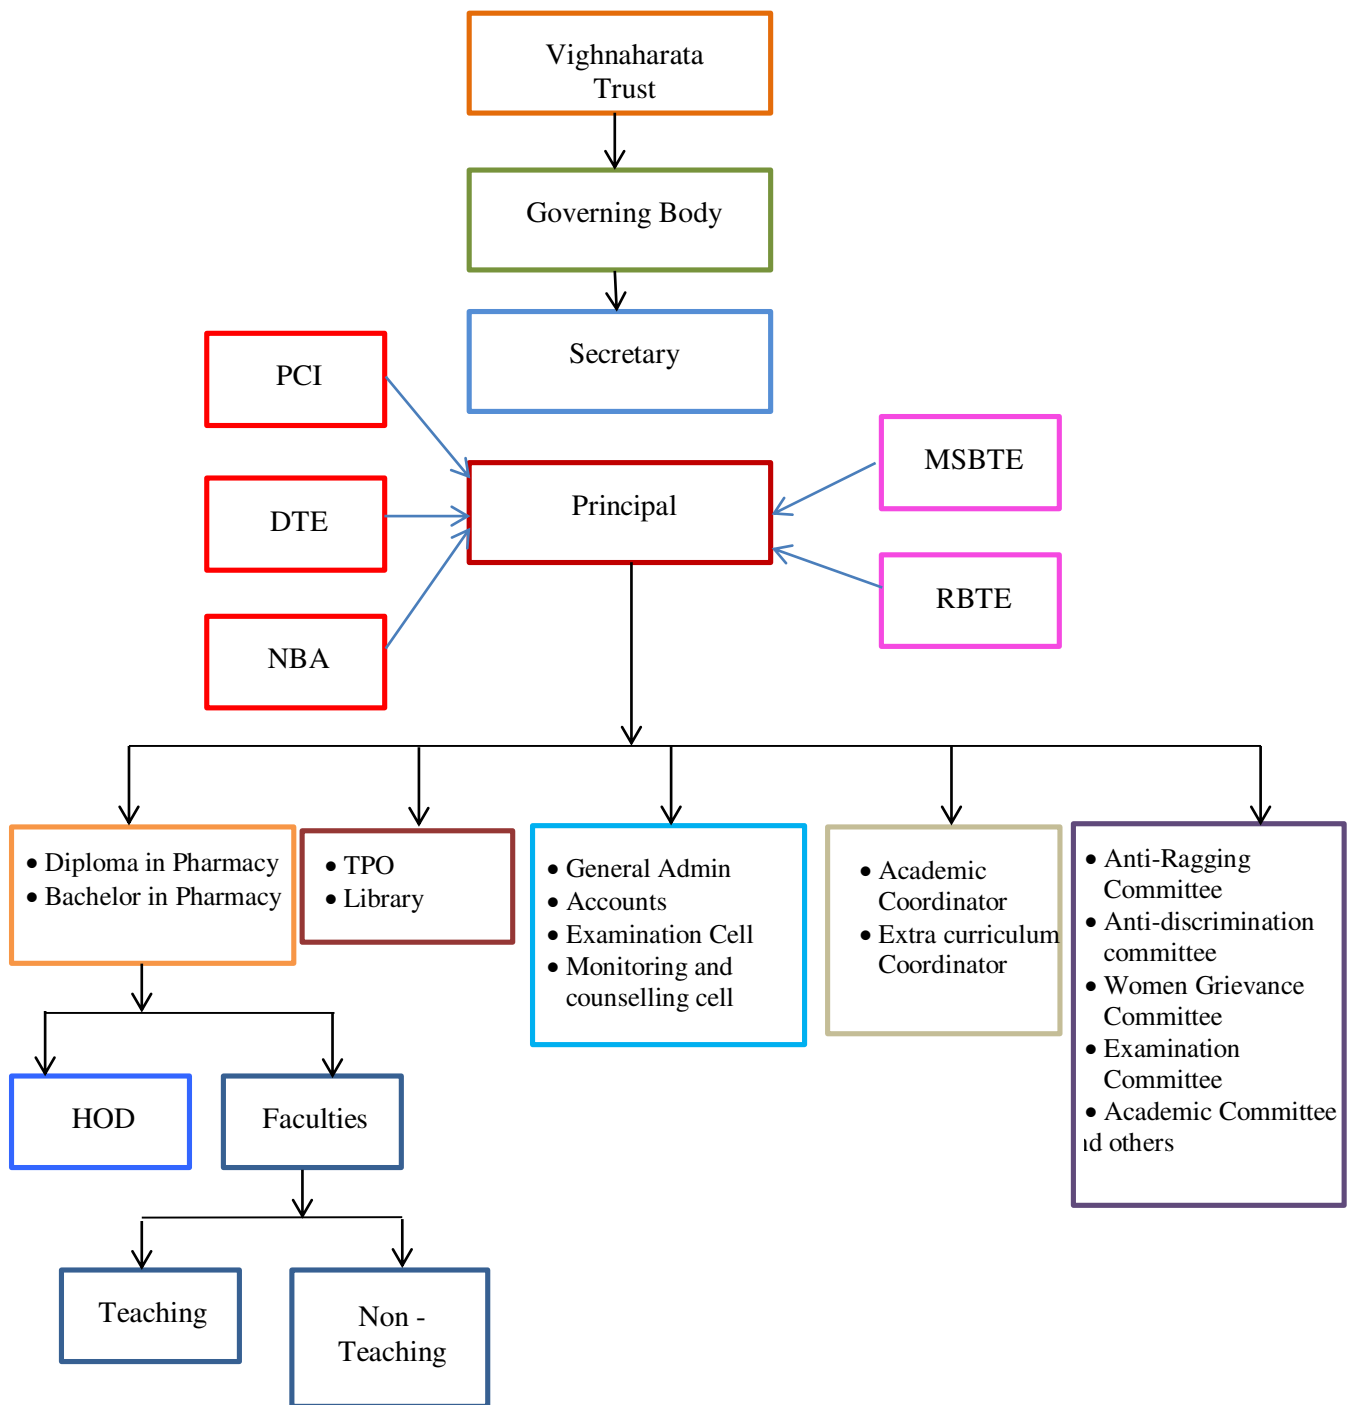 Vighnaharata
Trust
Governing Body
Secretary
PCI
MSBTE
Principal
DTE
RBTE
NBA
• Diploma in Pharmacy
• Bachelor in Pharmacy
• TPO
• Library
• General Admin
• Accounts
• Examination Cell
• Monitoring and
counselling cell
• Academic
Coordinator
• Extra curriculum
Coordinator
• Anti-Ragging
Committee
• Anti-discrimination
committee
• Women Grievance
Committee
• Examination
Committee
• Academic Committee
nd others
HOD
Faculties
Teaching
Non -
Teaching